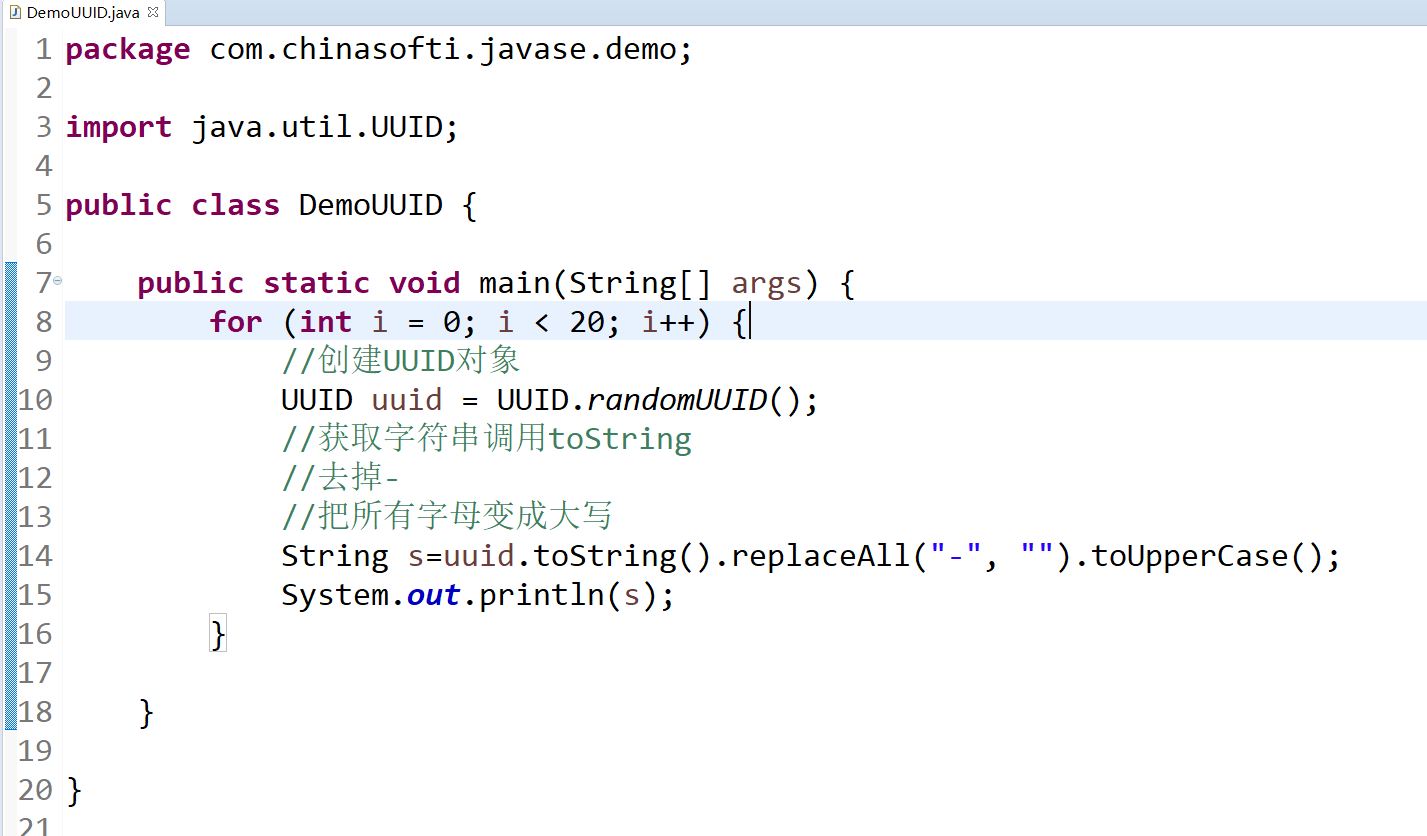 DemoUUID.java
1 package com.chinasofti.javase.demo;
2
3 import java.util.UUID;
4
5 public class DemoUUID {
6
7     public static void main(String[] args) {
8         for (int i = 0; i < 20; i++) {
9             //创建UUID对象
10             UUID uuid = UUID.randomUUID();
11             //获取字符串调用toString
12             //去掉-
13             //把所有字母变成大写
14             String s=uuid.toString().replaceAll("-", "").toUpperCase();
15             System.out.println(s);
16         }
17
18     }
19
20 }
21